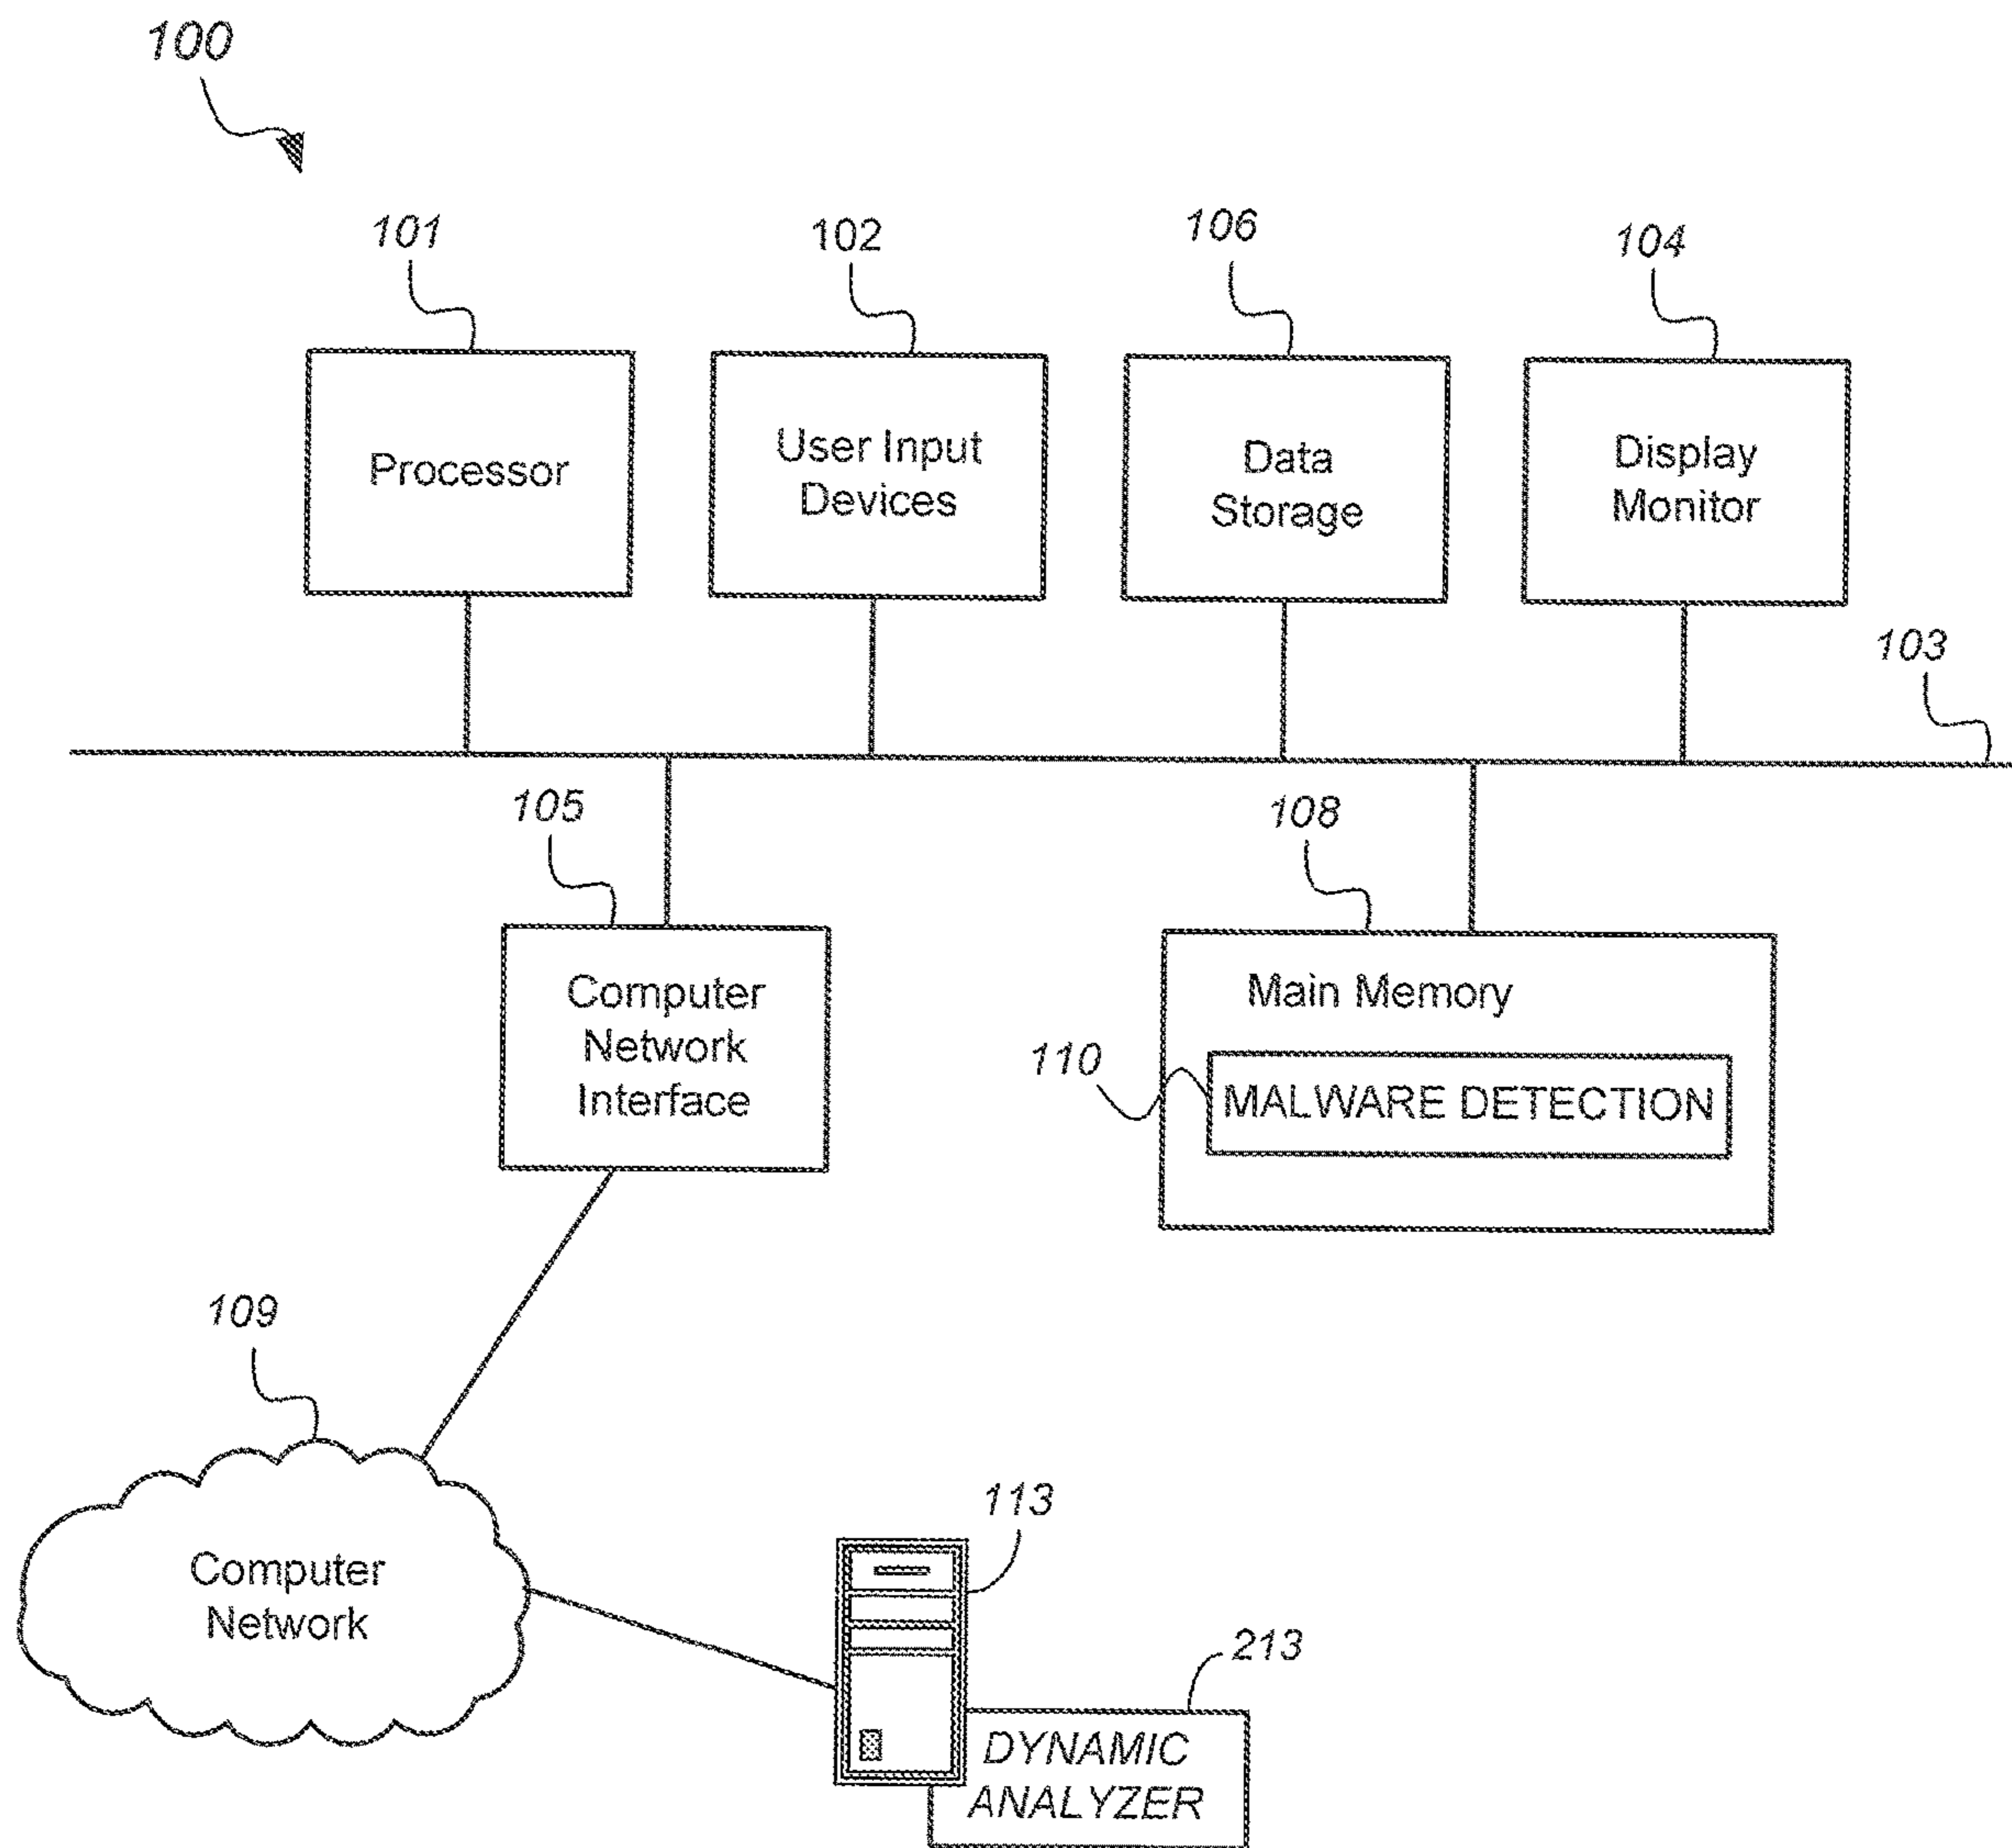 100
101
102
106
104
Processor
User Input
Devices
Data
Storage
Display
Monitor
103
105
108
Computer
Network
Interface
Main Memory
110
MALWARE DETECTION
109
Computer
Network
113
213
DYNAMIC
ANALYZER